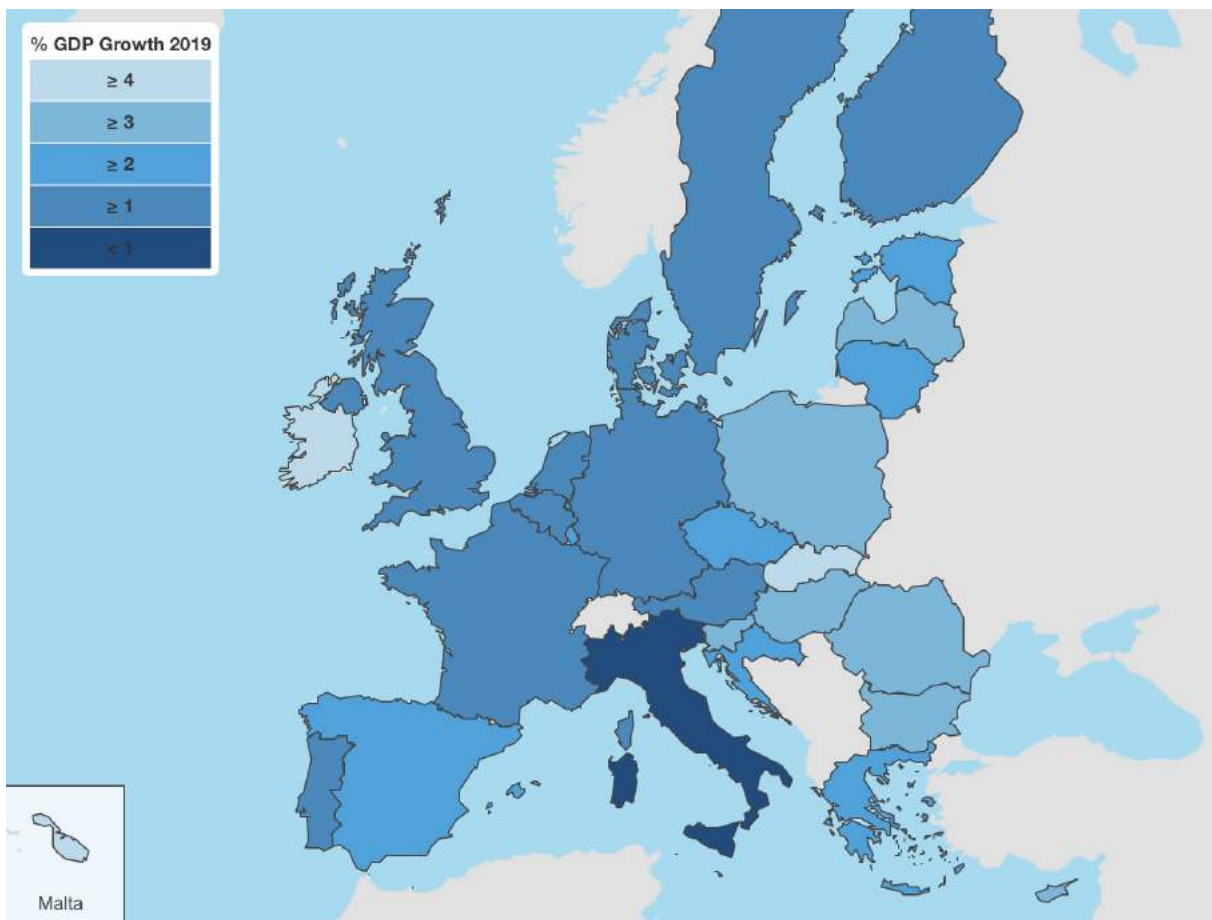 % GDP Growth 2019
≥ 4
≥ 3
≥ 2
≥ 1
< 1
Malta